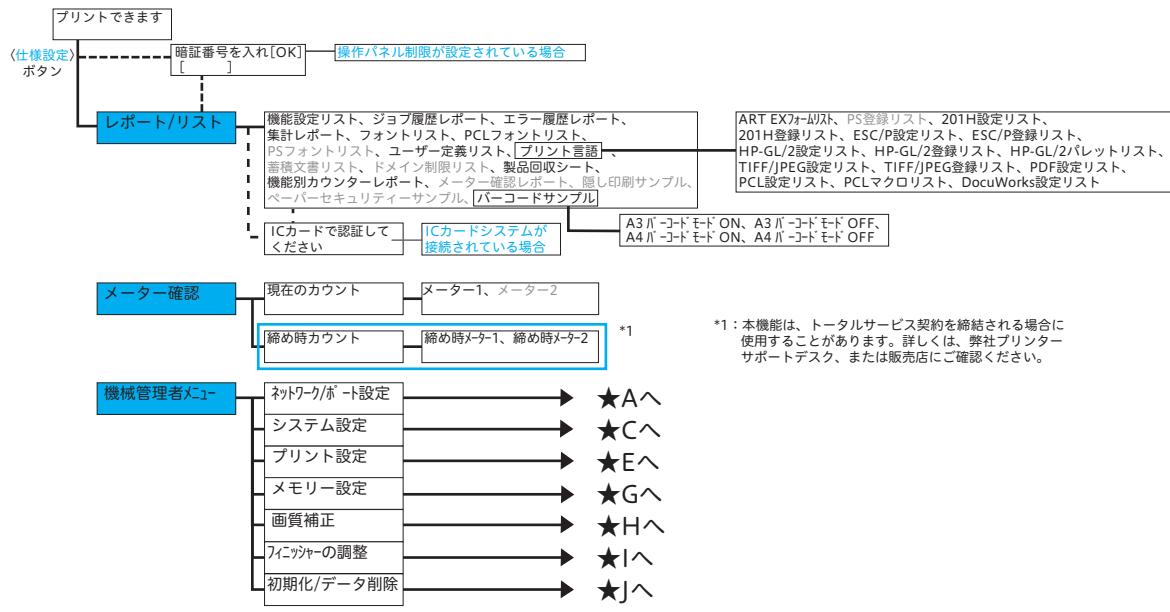 プリントできます
〈仕様設定〉
ボタン
暗証番号を入れ[OK]
[　　　]
操作パネル制限が設定されている場合
レポート/リスト
機能設定リスト、ジョブ履歴レポート、エラー履歴レポート、
集計レポート、フォントリスト、PCLフォントリスト、
PSフォントリスト、ユーザー定義リスト、プリント言語、
蓄積文書リスト、ドメイン制限リスト、製品回収シート、
機能別カウンターレポート、メーター確認レポート、隠し印刷サンプル、
ペーパーセキュリティーサンプル、バーコードサンプル
ART EXフォームリスト、PS登録リスト、201H設定リスト、
201H登録リスト、ESC/P設定リスト、ESC/P登録リスト、
HP-GL/2設定リスト、HP-GL/2登録リスト、HP-GL/2パレットリスト、
TIFF/JPEG設定リスト、TIFF/JPEG登録リスト、PDF設定リスト、
PCL設定リスト、PCLマクロリスト、DocuWorks設定リスト
A3 バーコードモード ON、A3 バーコードモード OFF、
A4 バーコードモード ON、A4 バーコードモード OFF
ICカードで認証して
ください
ICカードシステムが
接続されている場合
メーター確認
現在のカウント
メーター1、メーター2
締め時カウント
締め時メーター1、締め時メーター2
*1
*1：本機能は、トータルサービス契約を締結される場合に
使用することがあります。詳しくは、弊社プリンター
サポートデスク、または販売店にご確認ください。
機械管理者メニュー
ネットワーク/ポート設定
★Aへ
システム設定
★Cへ
プリント設定
★Eへ
メモリー設定
★Gへ
画質補正
★Hへ
フィニッシャーの調整
★Iへ
初期化/データ削除
★Jへ